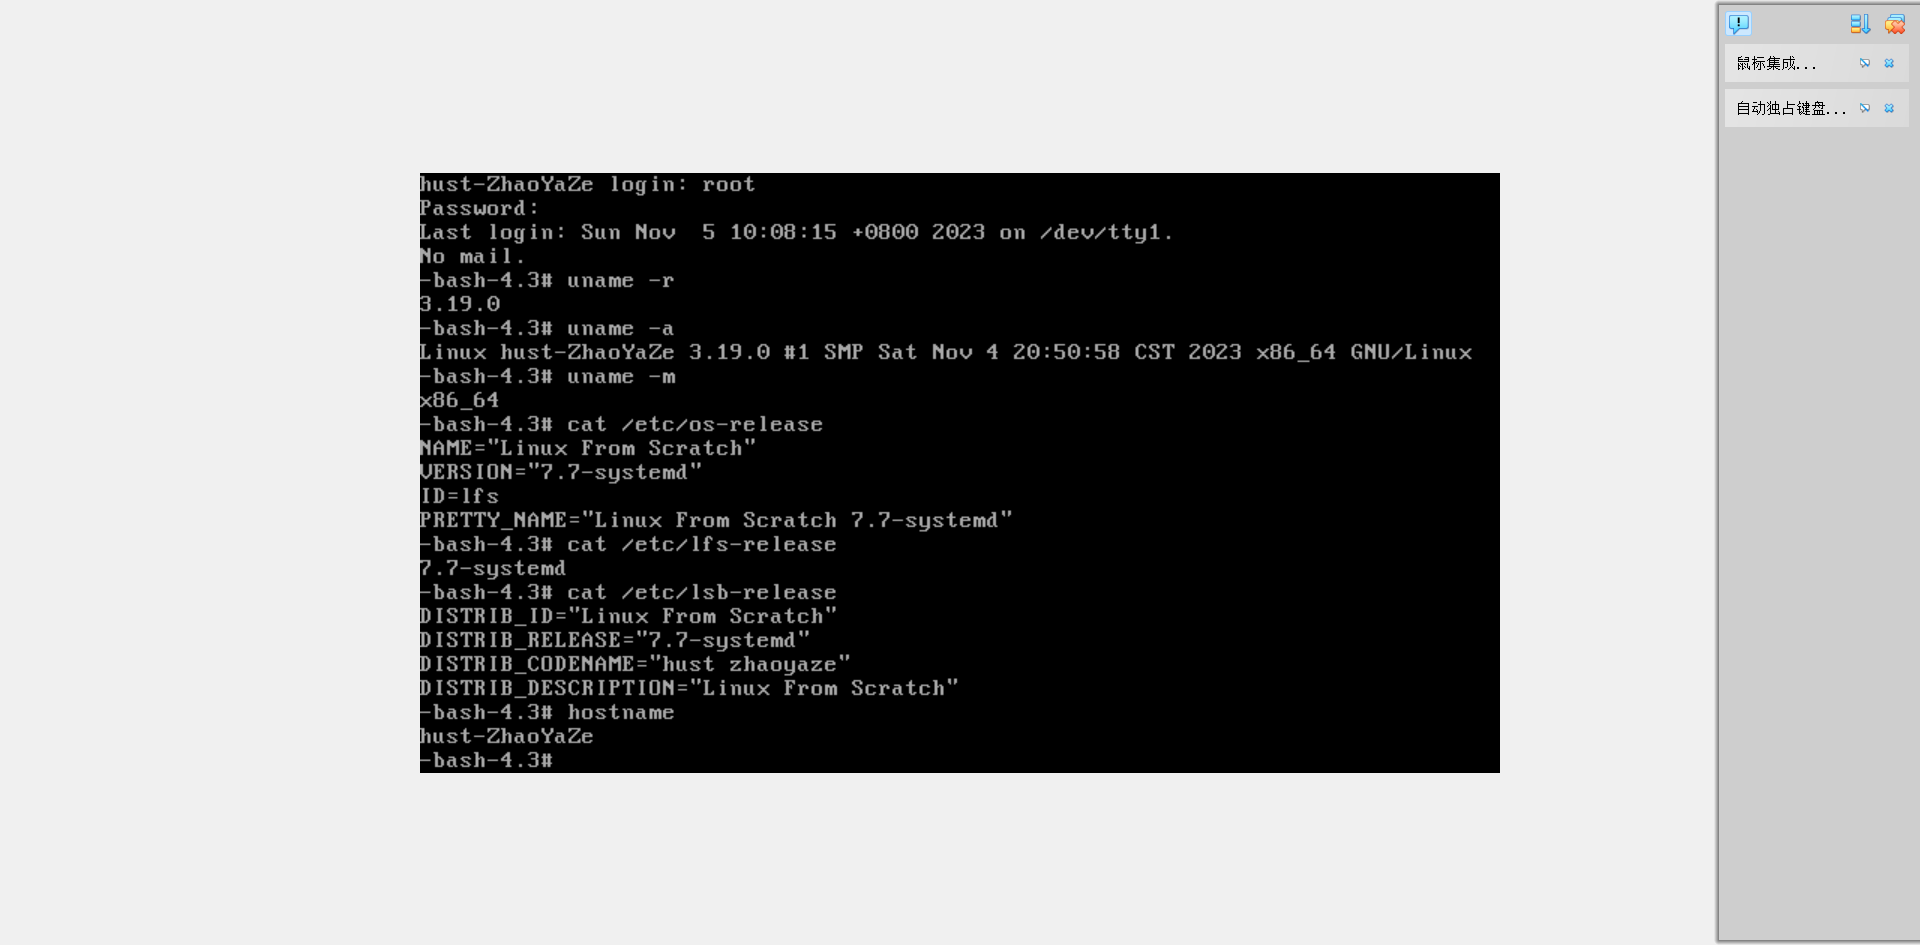 鼠标集成...
自动独占键盘...
hust-ZhaoYaZe login: root
Password:
Last login: Sun Nov  5 10:08:15 +0800 2023 on /dev/tty1.
No mail.
-bash-4.3# uname -r
3.19.0
-bash-4.3# uname -a
Linux hust-ZhaoYaZe 3.19.0 #1 SMP Sat Nov 4 20:50:58 CST 2023 x86_64 GNU/Linux
-bash-4.3# uname -m
x86_64
-bash-4.3# cat /etc/os-release
NAME="Linux From Scratch"
VERSION="7.7-systemd"
ID=lfs
PRETTY_NAME="Linux From Scratch 7.7-systemd"
-bash-4.3# cat /etc/lfs-release
7.7-systemd
-bash-4.3# cat /etc/lsb-release
DISTRIB_ID="Linux From Scratch"
DISTRIB_RELEASE="7.7-systemd"
DISTRIB_CODENAME="hust zhaoyaze"
DISTRIB_DESCRIPTION="Linux From Scratch"
-bash-4.3# hostname
hust-ZhaoYaZe
-bash-4.3#